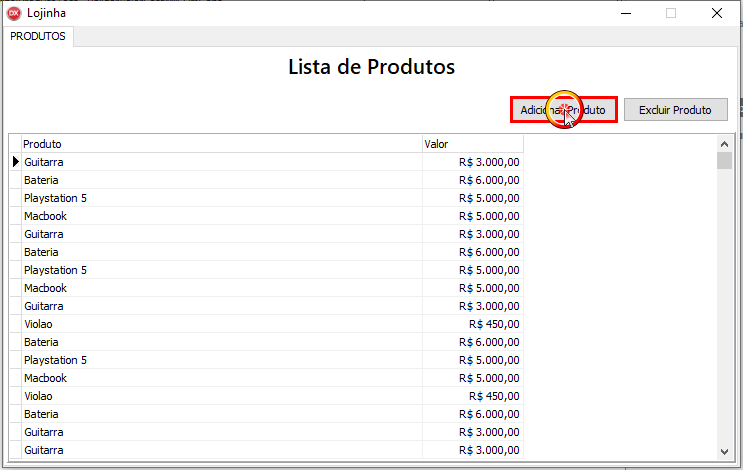 DX Lojinha
PRODUTOS
Lista de Produtos
Adicionar Produto Excluir Produto
Produto Valor
Guitarra R$ 3.000,00
Bateria R$ 6.000,00
Playstation 5 R$ 5.000,00
Macbook R$ 5.000,00
Guitarra R$ 3.000,00
Bateria R$ 6.000,00
Playstation 5 R$ 5.000,00
Macbook R$ 5.000,00
Guitarra R$ 3.000,00
Violao R$ 450,00
Bateria R$ 6.000,00
Playstation 5 R$ 5.000,00
Macbook R$ 5.000,00
Violao R$ 450,00
Bateria R$ 6.000,00
Guitarra R$ 3.000,00
Guitarra R$ 3.000,00